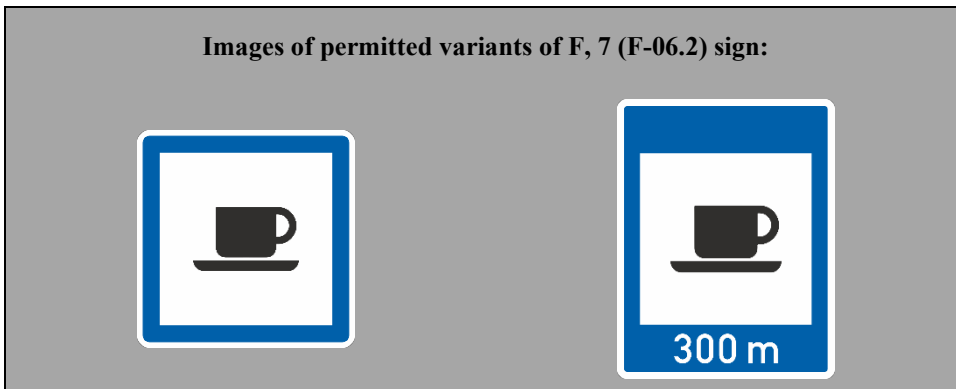 Images of permitted variants of F, 7 (F-06.2) sign:
300 m